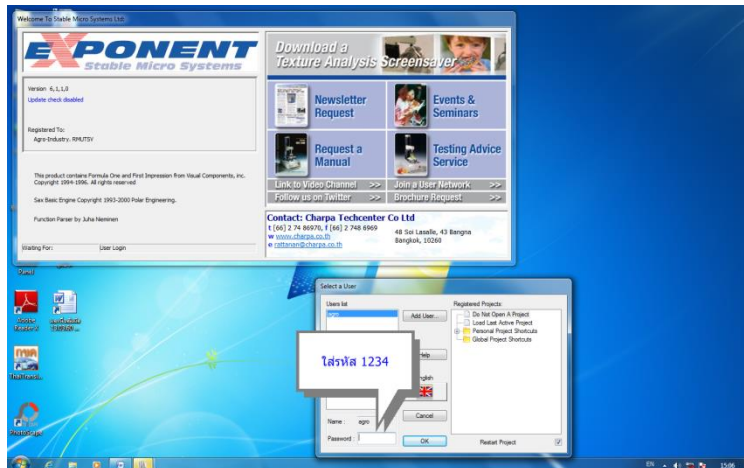 Welcome To Stable Micro Systems Ltd
EXPONENT
Stable Micro Systems
Version 6,1,1,0
Update check disabled
Registered To:
Agro-Industry. RMUTSV
This product contains Formula One and First Impression from Visual Components, inc.
Copyright 1994-1996. All rights reserved
Sax Basic Engine Copyright 1993-2000 Polar Engineering.
Function Parser by Juha Nieminen
Waiting For: User Login
Download a
Texture Analysis Screensaver
Newsletter
Request
Events &
Seminars
Request a
Manual
Testing Advice
Service
Link to Video Channel >>
Join a User Network >>
Follow us on Twitter >>
Brochure Request >>
Contact: Charpa Techcenter Co Ltd
t [66] 2 74 86970, f [66] 2 748 6969
w www.charpa.co.th
e rattanan@charpa.co.th
48 Soi Lasalle, 43 Bangna
Bangkok, 10260
Panel
Adobe
Reader X
Select a User
Users list
agro
Add User...
Help
English
Cancel
OK
Name : agro
Password :
Registered Projects:
Do Not Open A Project
Load Last Active Project
Personal Project Shortcuts
Global Project Shortcuts
Restart Project
ใส่รหัส 1234
PhotoScape
EN
15:06